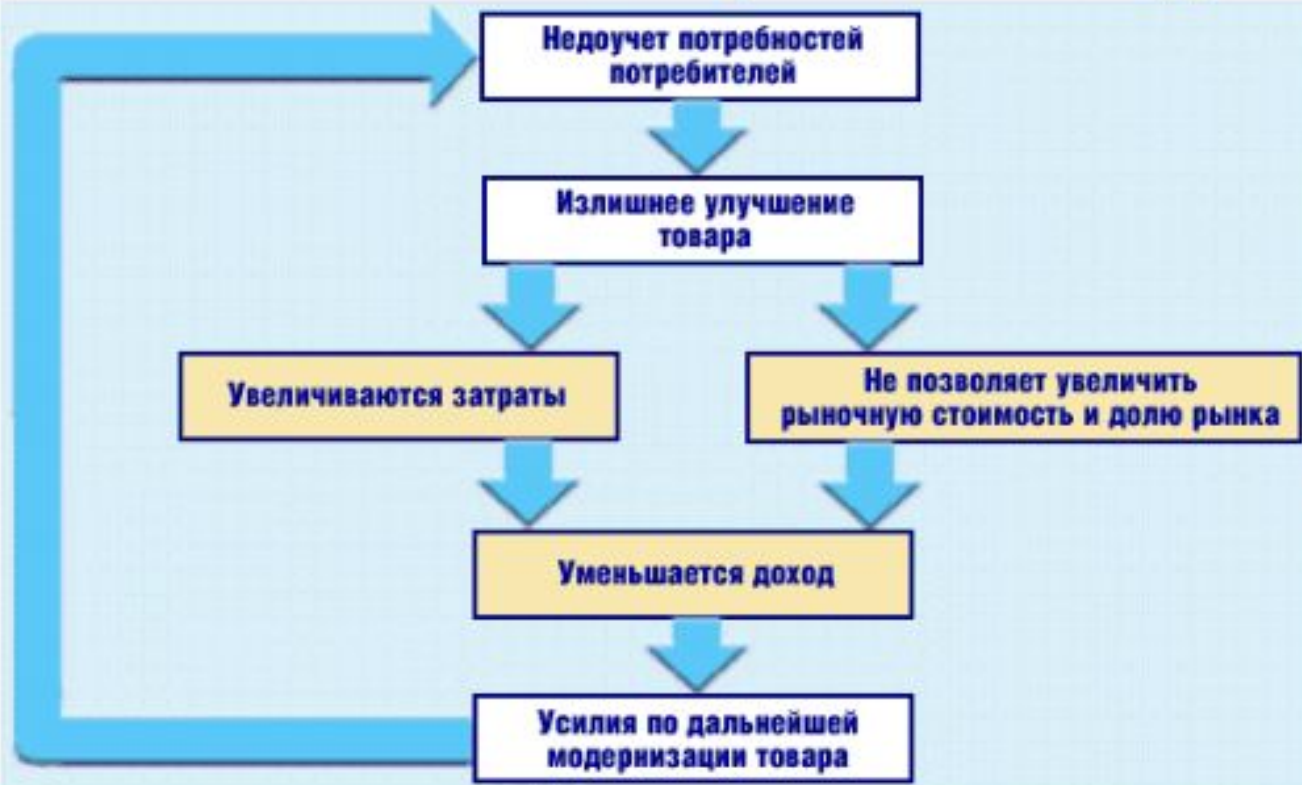 Недоучет потребностей
потребителей
Излишнее улучшение
товара
Увеличиваются затраты
Не позволяет увеличить
рыночную стоимость и долю рынка
Уменьшается доход
Усилия по дальнейшей
модернизации товара